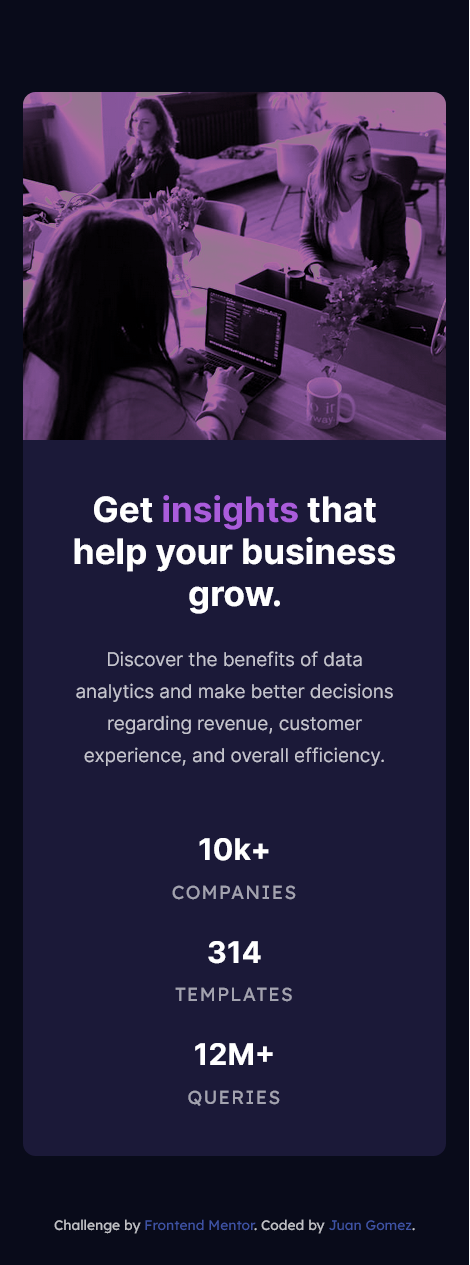 Get insights that
help your business
grow.
Discover the benefits of data
analytics and make better decisions
regarding revenue, customer
experience, and overall efficiency.
10k+
COMPANIES
314
TEMPLATES
12M+
QUERIES
Challenge by Frontend Mentor. Coded by Juan Gomez.